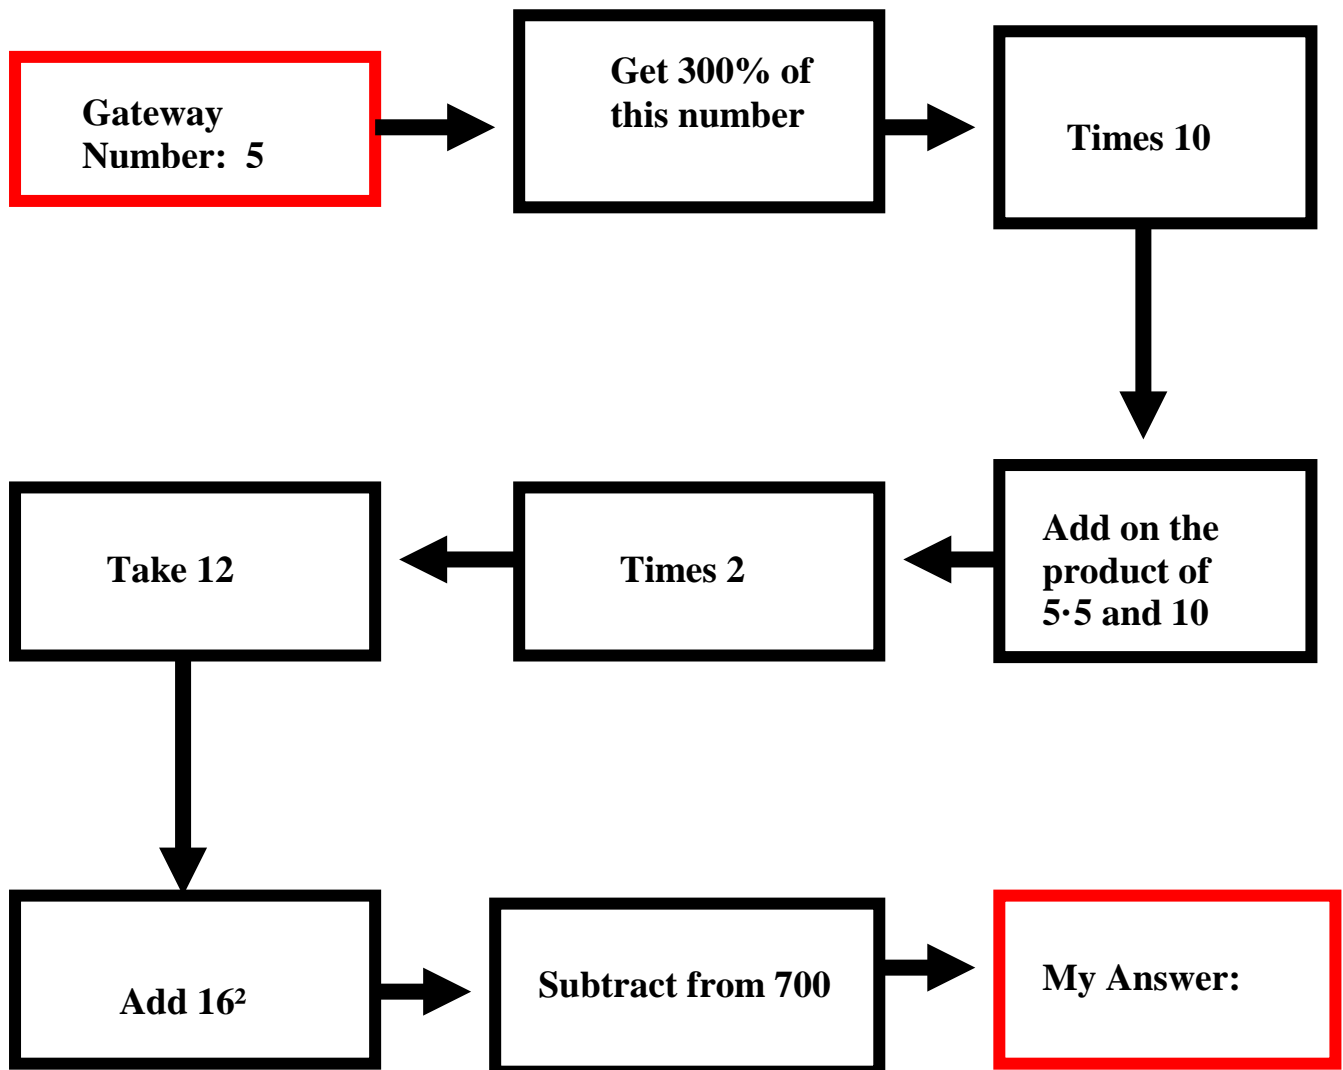 Gateway
Number:  5
Get 300% of
this number
Times 10
Add on the
product of
5·5 and 10
Times 2
Take 12
Add 16²
Subtract from 700
My Answer: